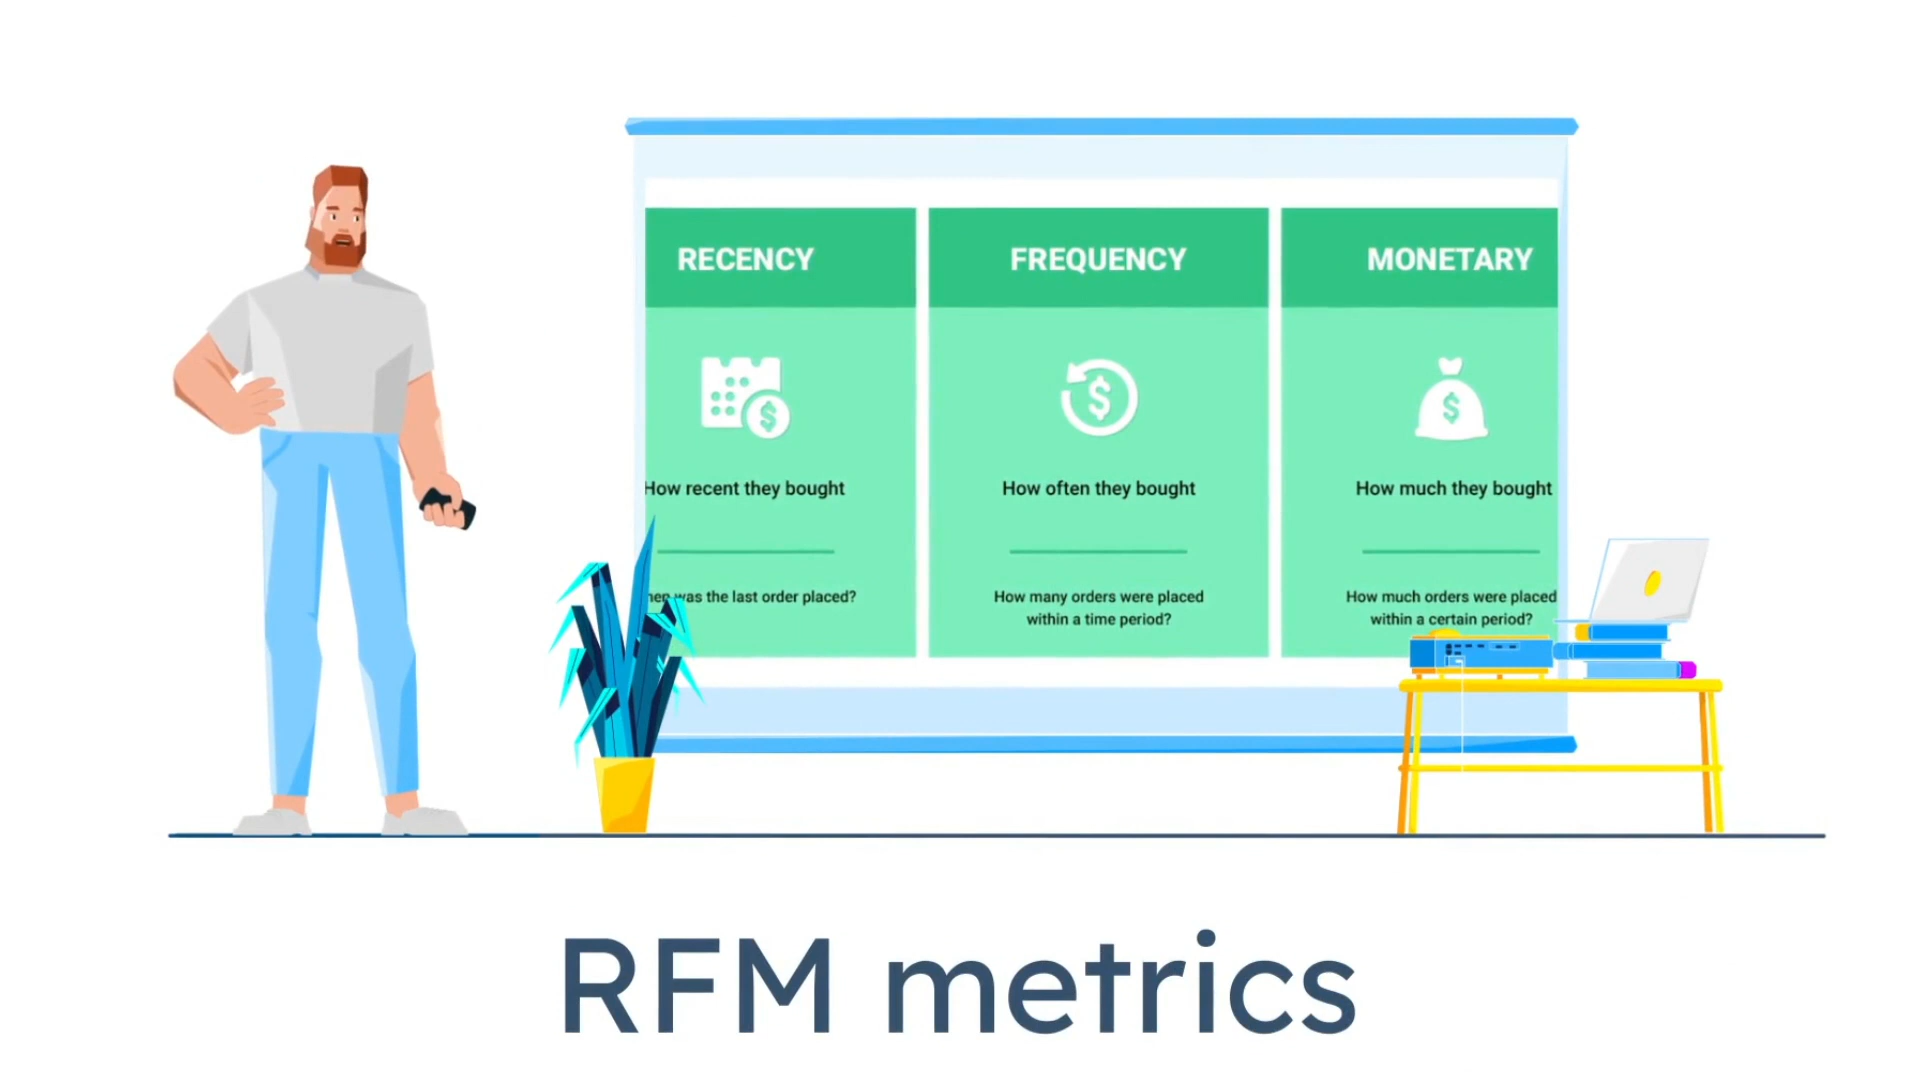 RECENCY
FREQUENCY
MONETARY
How recent they bought
How often they bought
How much they bought
was the last order placed?
How many orders were placed
within a time period?
How much orders were placed
within a certain period?
RFM metrics